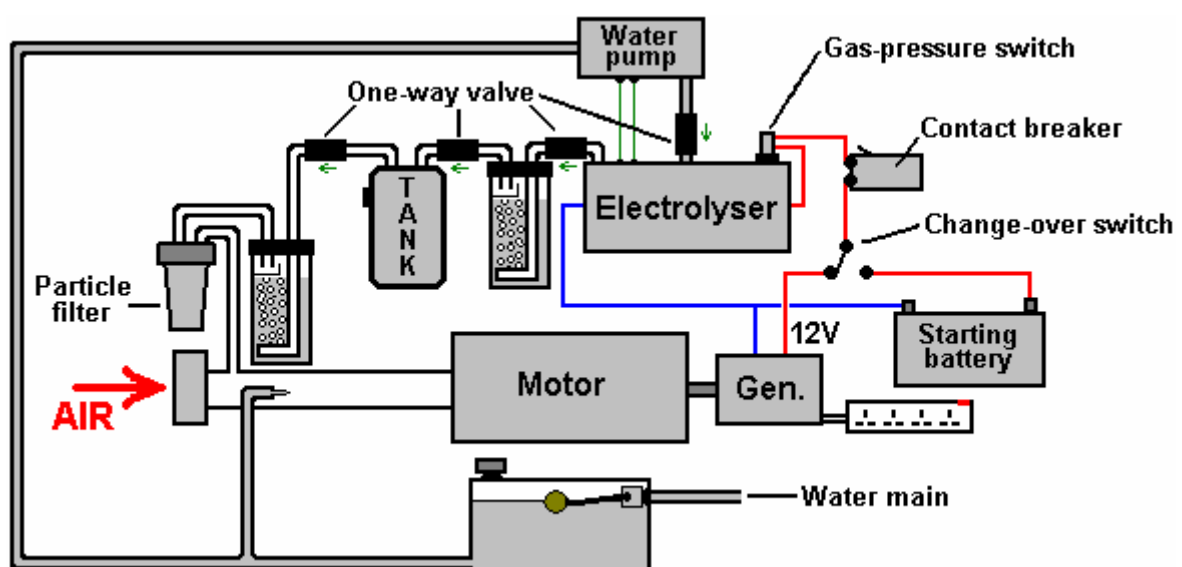 Water
pump
Gas-pressure switch
One-way valve
Contact breaker
TANK
Electrolyser
Change-over switch
Particle
filter
12V
Starting
battery
Motor
Gen.
AIR
Water main